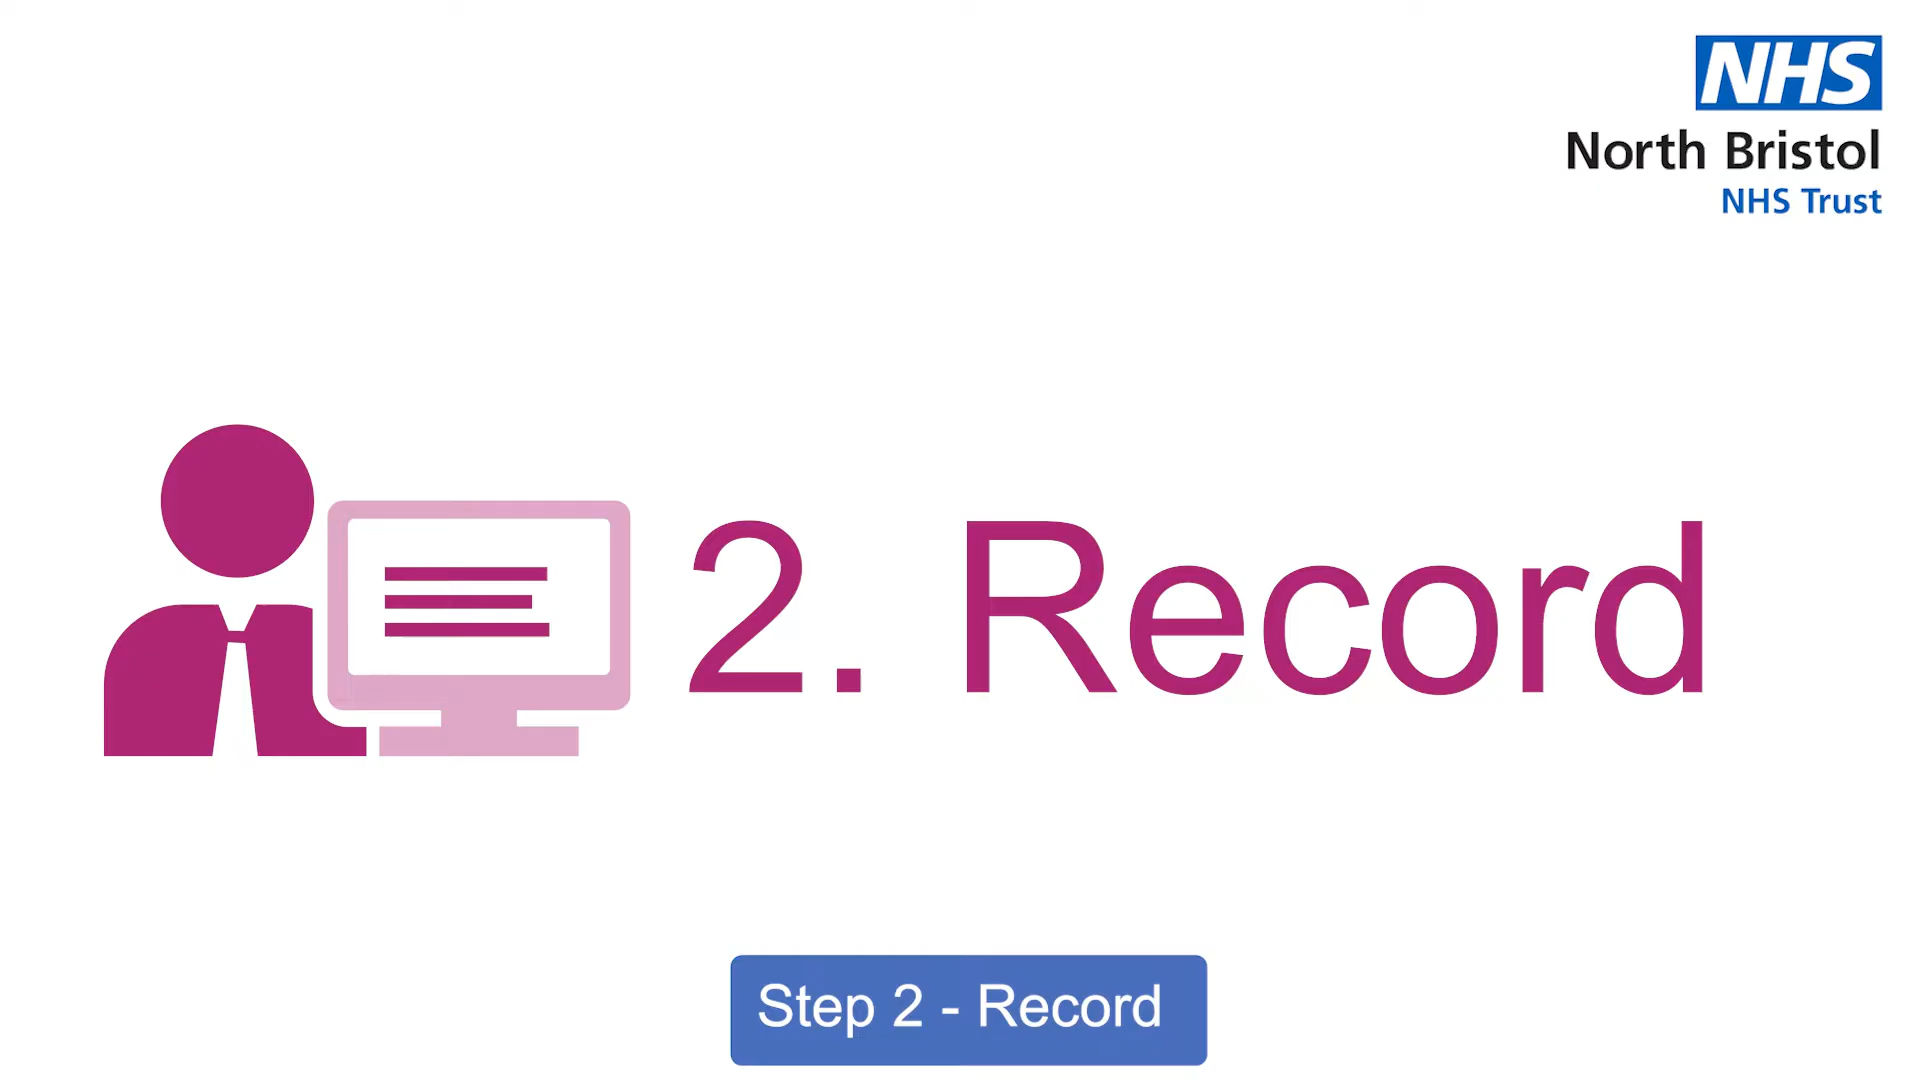 NHS
North Bristol
NHS Trust
2. Record
Step 2 - Record